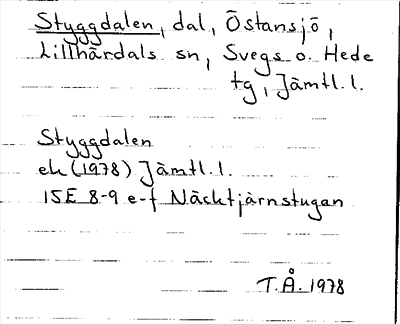 Styggdalen, dal, Östansjö,
Lillhärdals sn, Svegs o. Hede
tg, Jämtl. l.
Styggdalen
ek (1978) Jämtl. l.
15E 8-9 e-f Näcktjärnstugan
T.Å. 1978